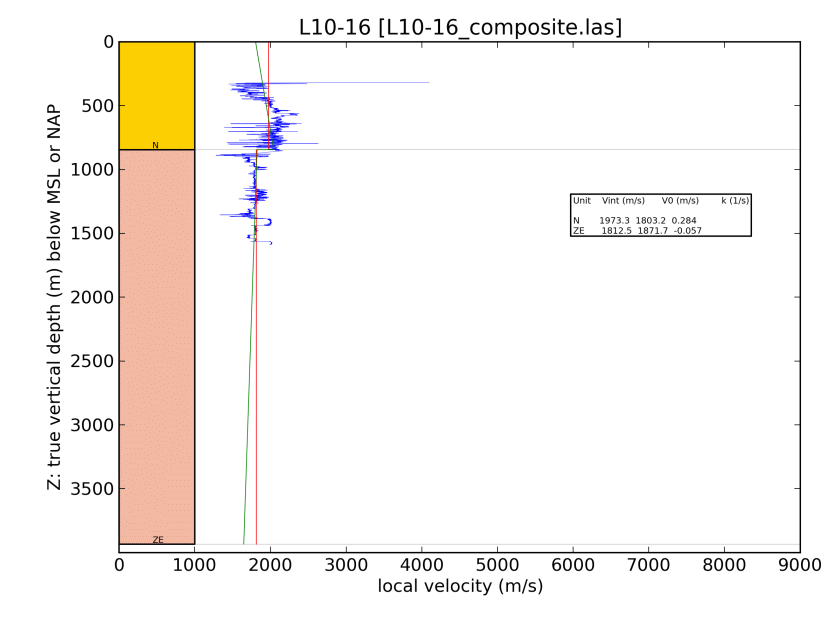 L10-16 [L10-16_composite.las]
0
500
1000
1500
2000
2500
3000
3500
Z: true vertical depth (m) below MSL or NAP
N
ZE
Unit Vint (m/s) V0 (m/s) k (1/s)
N 1973.3 1803.2 0.284
ZE 1812.5 1871.7 -0.057
0 1000 2000 3000 4000 5000 6000 7000 8000 9000
local velocity (m/s)